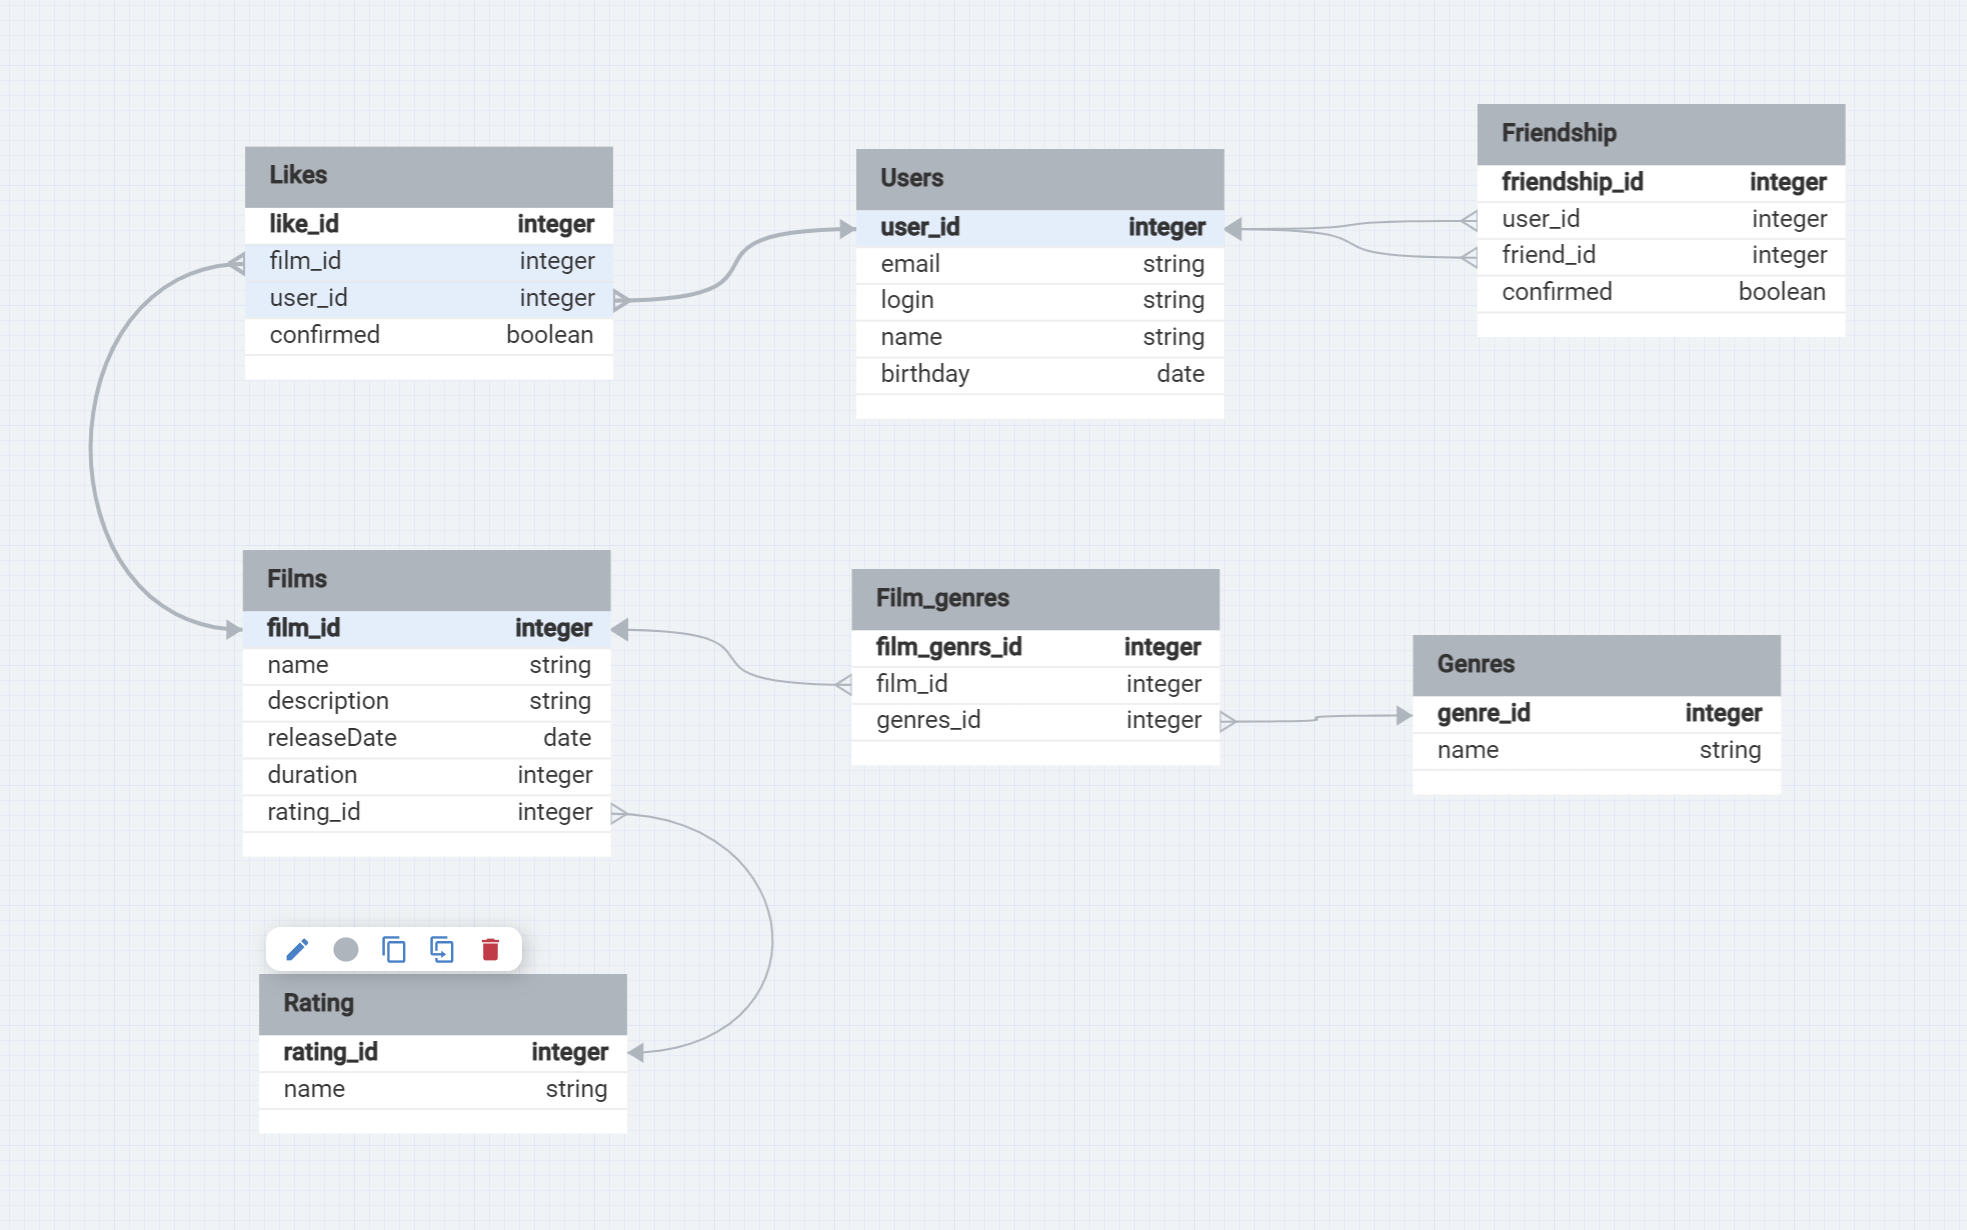 Likes
like_id integer
film_id integer
user_id integer
confirmed boolean
Users
user_id integer
email string
login string
name string
birthday date
Friendship
friendship_id integer
user_id integer
friend_id integer
confirmed boolean
Films
film_id integer
name string
description string
releaseDate date
duration integer
rating_id integer
Film_genres
film_genrs_id integer
film_id integer
genres_id integer
Genres
genre_id integer
name string
Rating
rating_id integer
name string